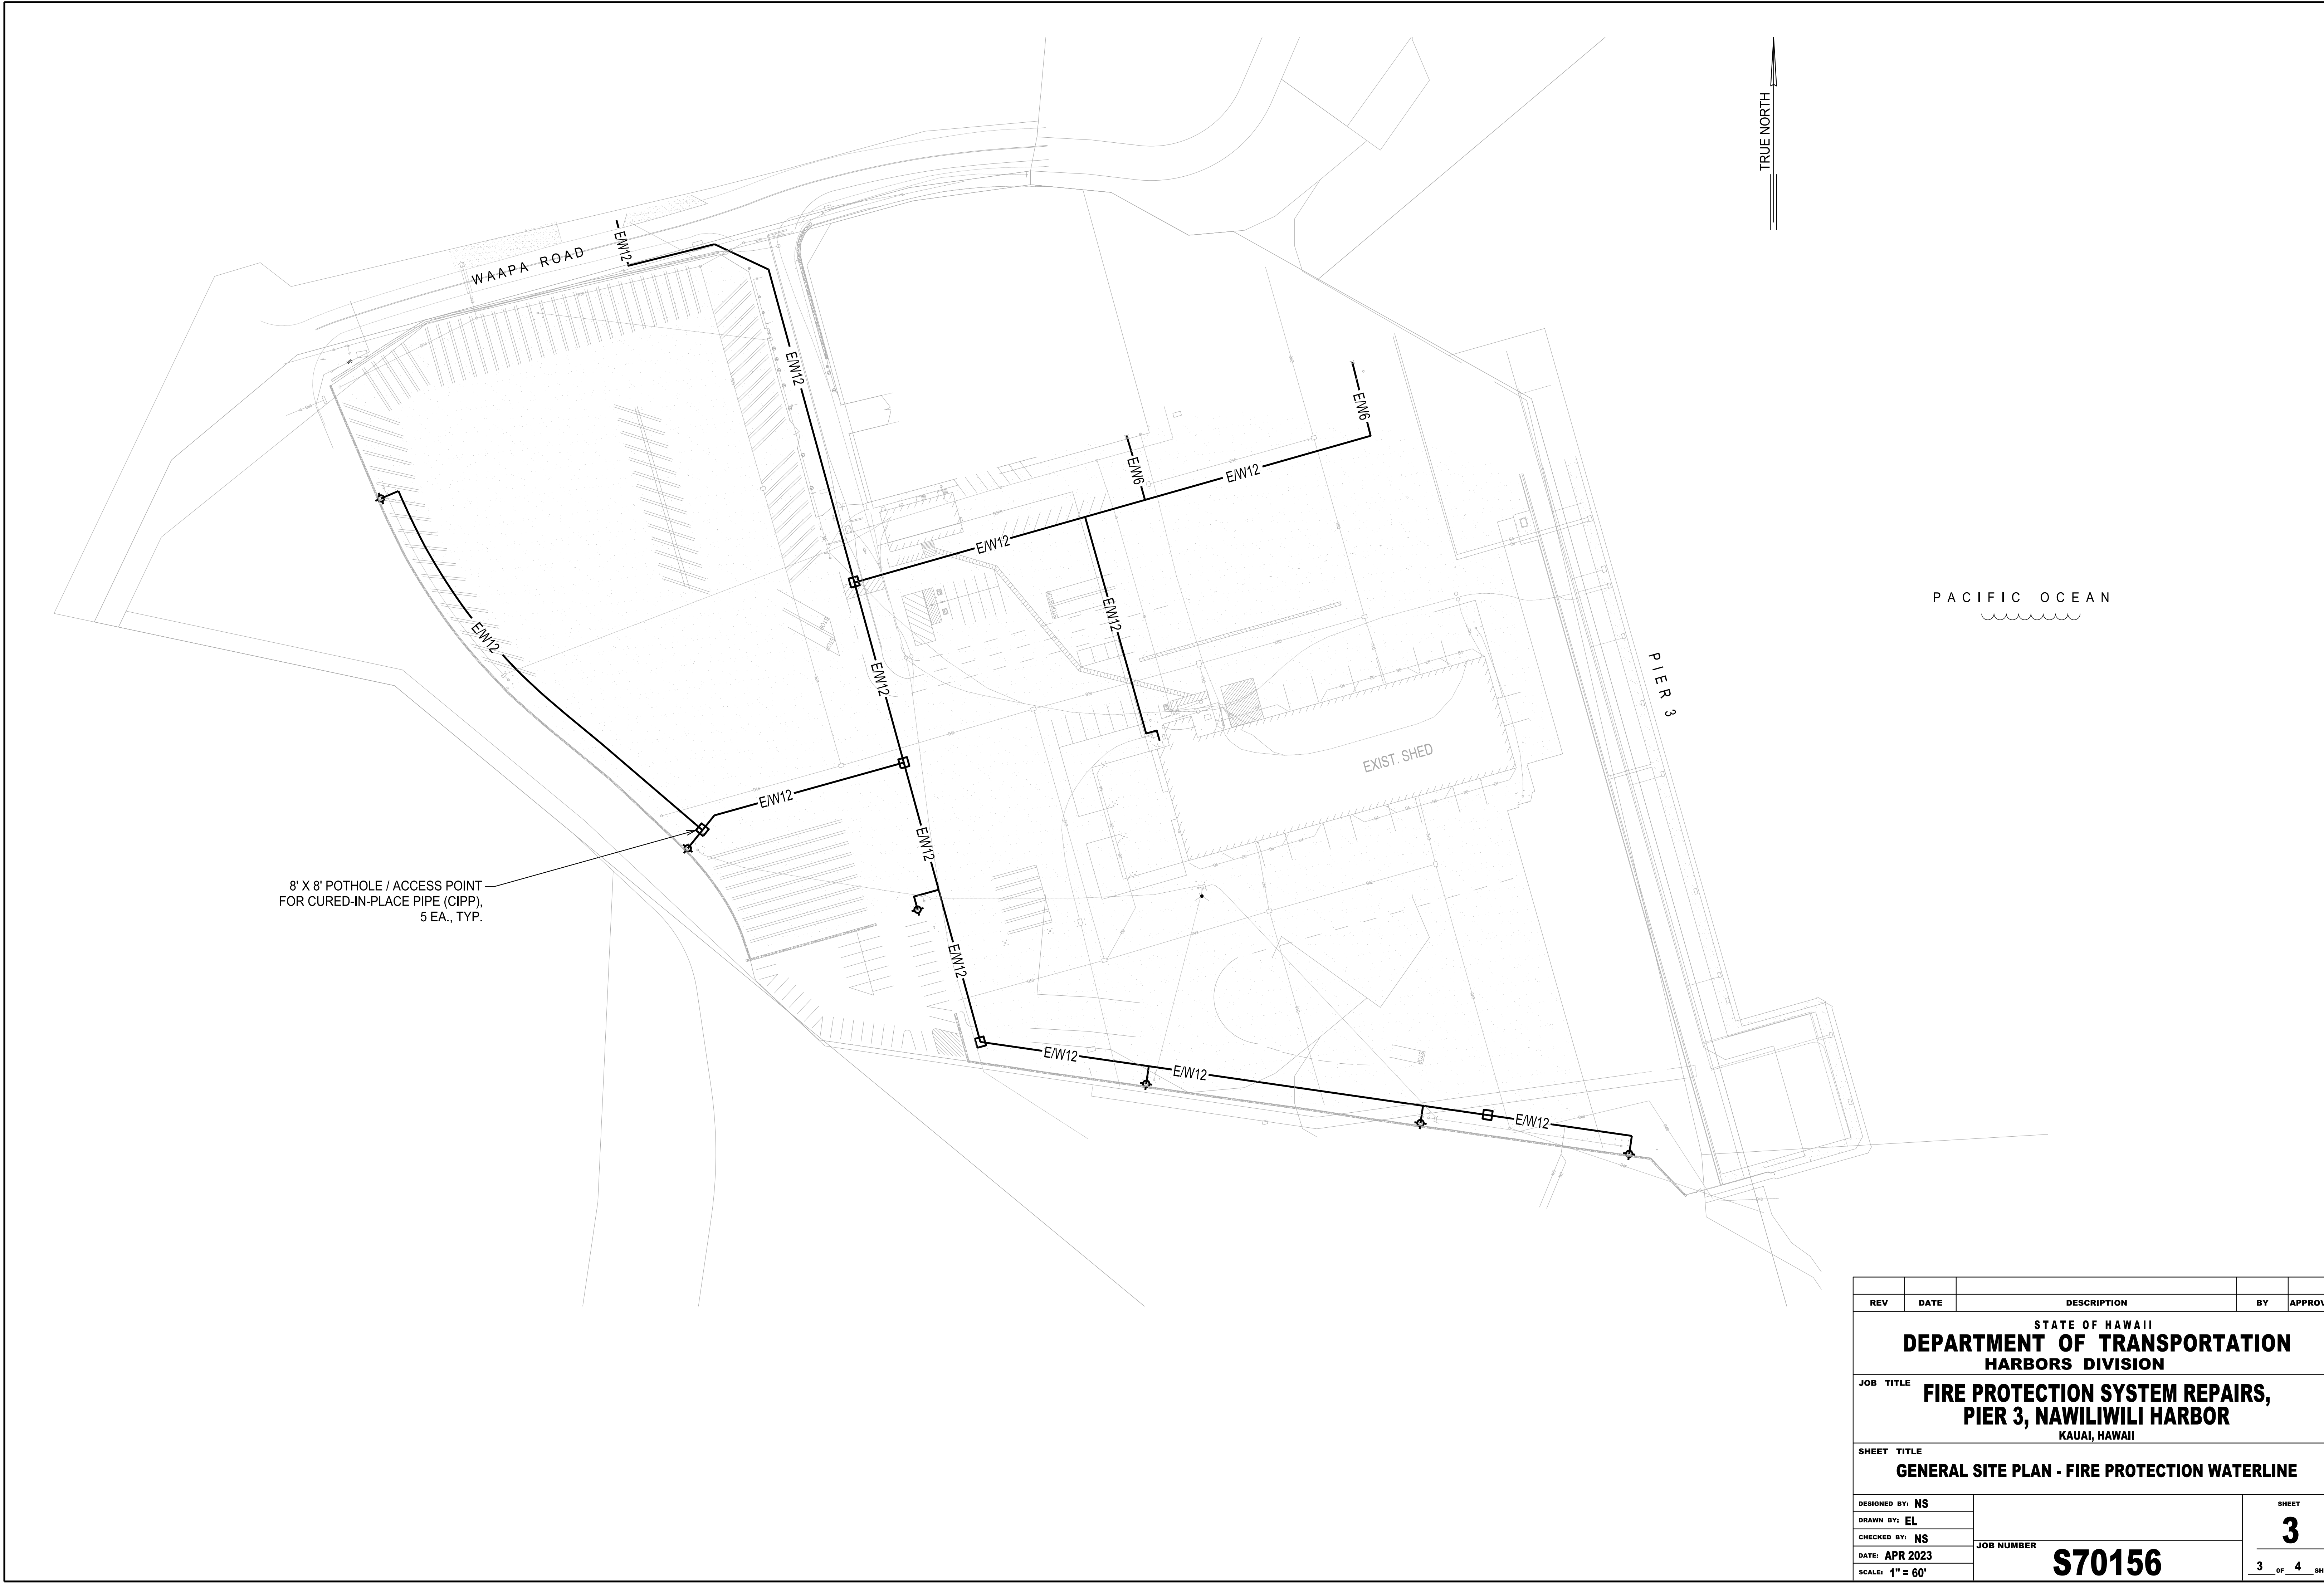 TRUE NORTH
E/W12
WAAPA ROAD
E/W12
E/W6
E/W6
E/W12
E/W12
E/W12
E/W12
E/W12
PACIFIC OCEAN
PIER 3
EXIST. SHED
E/W12
E/W12
8' X 8' POTHOLE / ACCESS POINT
FOR CURED-IN-PLACE PIPE (CIPP),
5 EA., TYP.
E/W12
E/W12
E/W12
E/W12
REV DATE DESCRIPTION BY APPROV
STATE OF HAWAII
DEPARTMENT OF TRANSPORTATION
HARBORS DIVISION
JOB TITLE
FIRE PROTECTION SYSTEM REPAIRS,
PIER 3, NAWILIWILI HARBOR
KAUAI, HAWAII
SHEET TITLE
GENERAL SITE PLAN - FIRE PROTECTION WATERLINE
DESIGNED BY: NS
DRAWN BY: EL
CHECKED BY: NS
DATE: APR 2023
SCALE: 1" = 60'
JOB NUMBER
S70156
SHEET
3
3 OF 4 SH